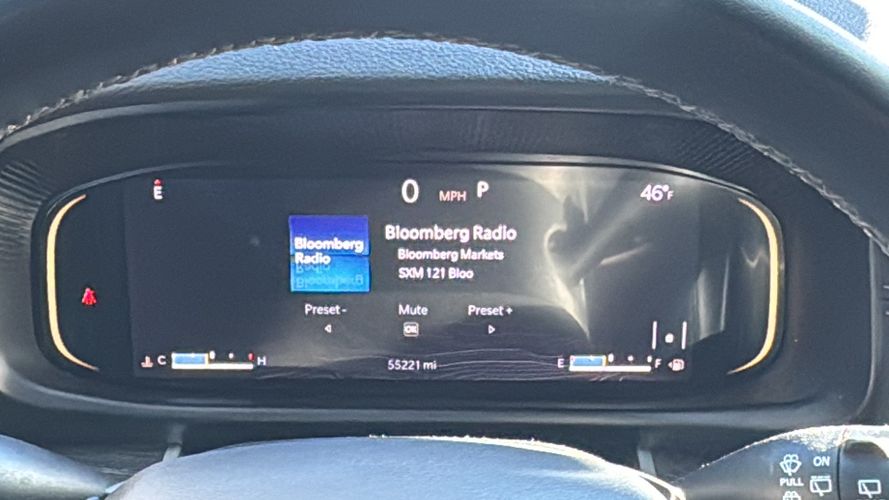 E
0 MPH P
46°F
Bloomberg
Radio
Bloomberg Radio
Bloomberg Markets
SXM 121 Bloo
Preset -
Mute
Preset +
OK
C H
55221 mi
E F
ON
PULL